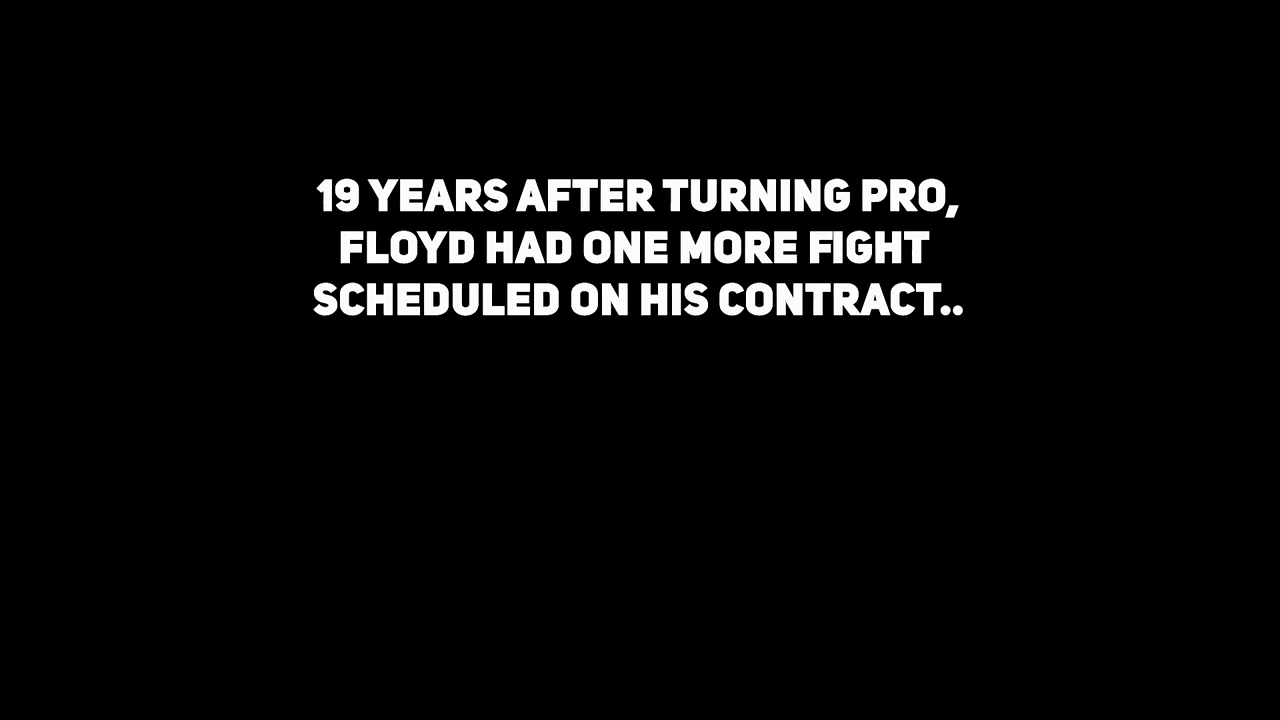 19 YEARS AFTER TURNING PRO,
FLOYD HAD ONE MORE FIGHT
SCHEDULED ON HIS CONTRACT..